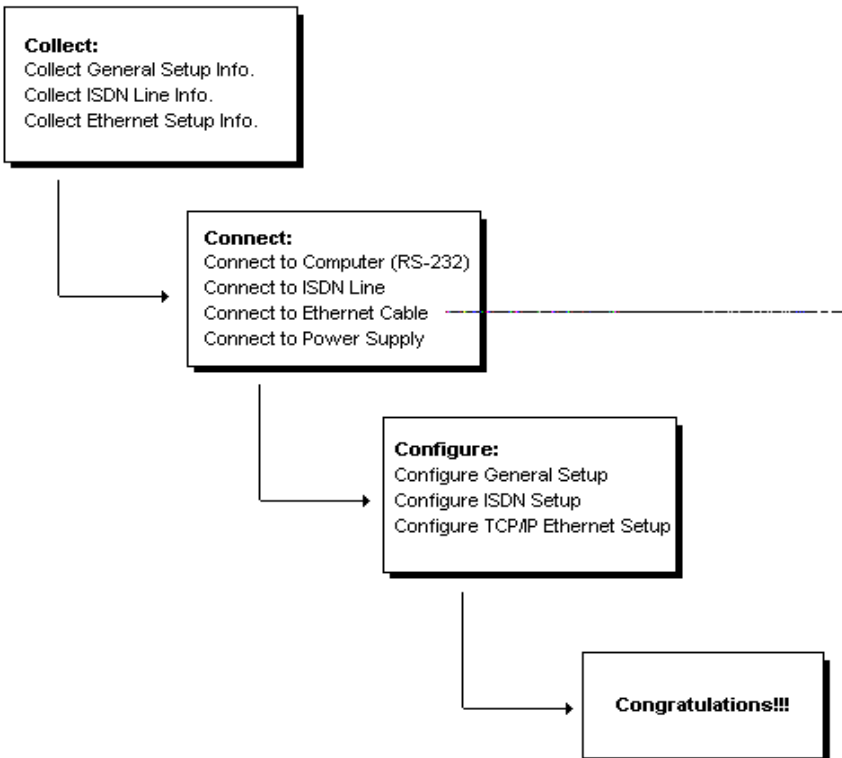 Collect:
Collect General Setup Info.
Collect ISDN Line Info.
Collect Ethernet Setup Info.
Connect:
Connect to Computer (RS-232)
Connect to ISDN Line
Connect to Ethernet Cable
Connect to Power Supply
Configure:
Configure General Setup
Configure ISDN Setup
Configure TCP/IP Ethernet Setup
Congratulations!!!